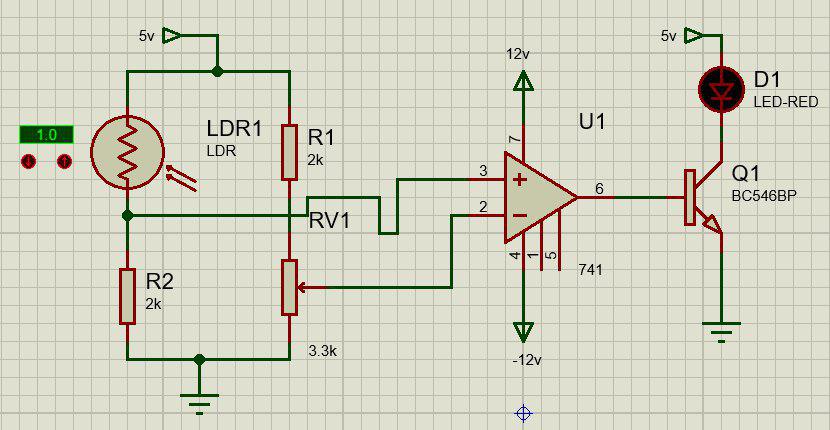 5v
12v
5v
D1
LED-RED
1.0
LDR1
LDR
R1
2k
U1
7
3
2
6
Q1
BC546BP
RV1
R2
2k
4
1
5
741
3.3k
-12v